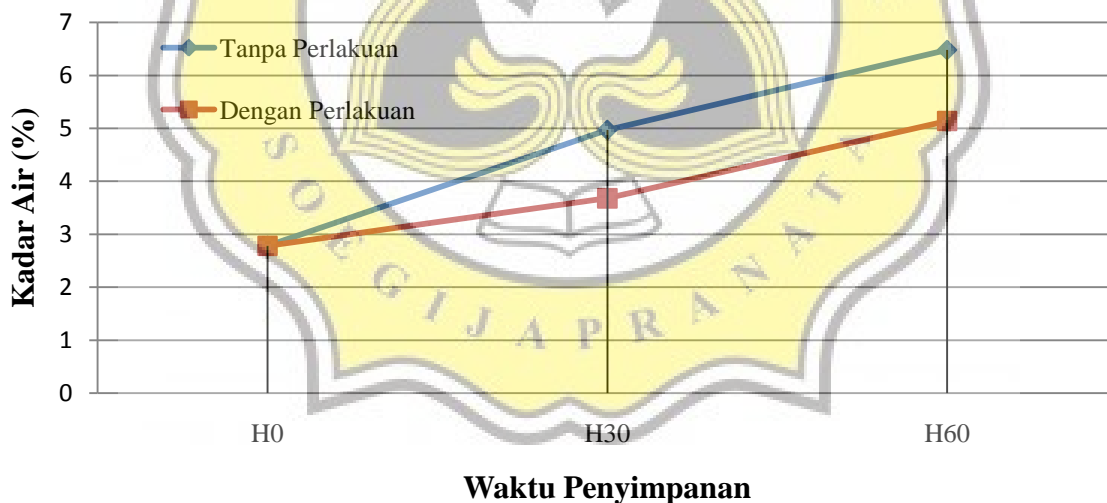 7
Tanpa Perlakuan
6
Dengan Perlakuan
5
4
3
2
1
0
Kadar Air (%)
SOEGIJAPRANATA
H0
H30
H60
Waktu Penyimpanan